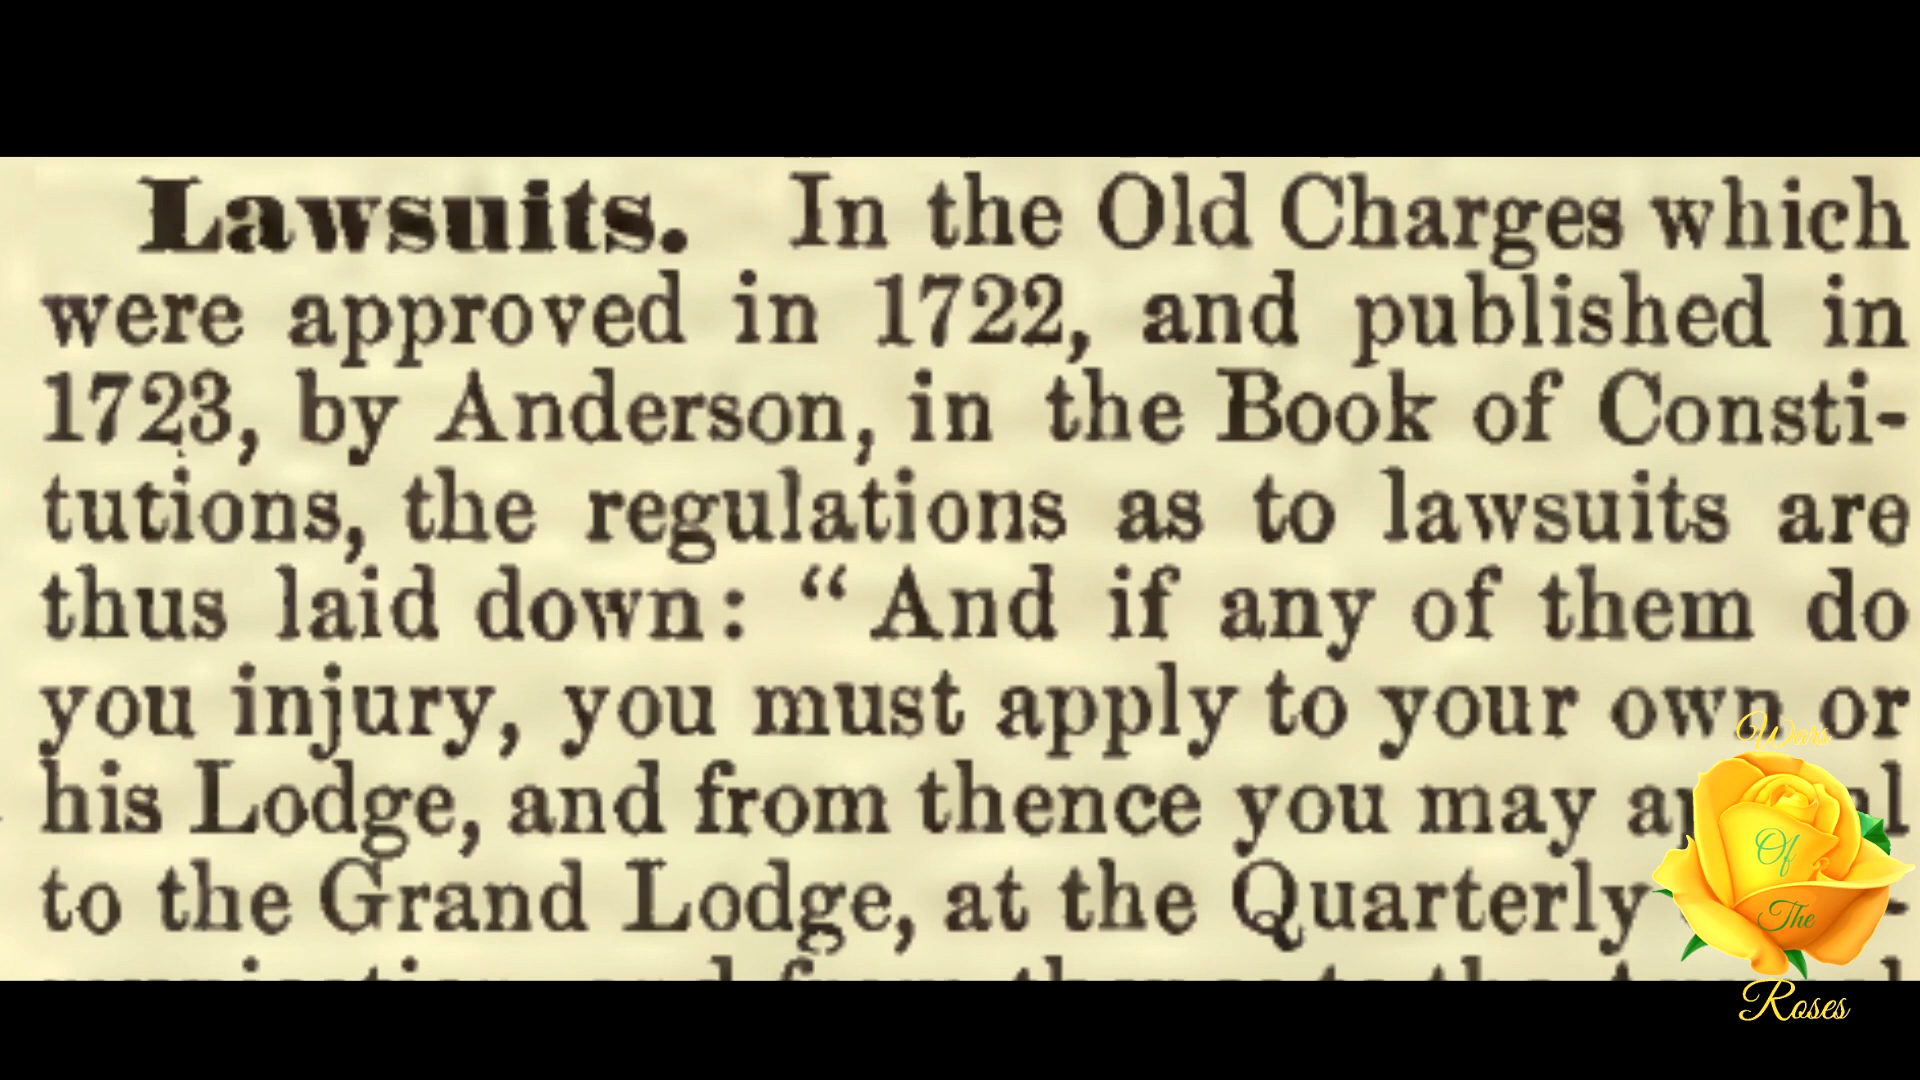 Lawsuits. In the Old Charges which
were approved in 1722, and published in
1723, by Anderson, in the Book of Consti-
tutions, the regulations as to lawsuits are
thus laid down: “And if any of them do
you injury, you must apply to your own or
his Lodge, and from thence you may
to the Grand Lodge, at the Quarterly
Wars
Of
The
Roses